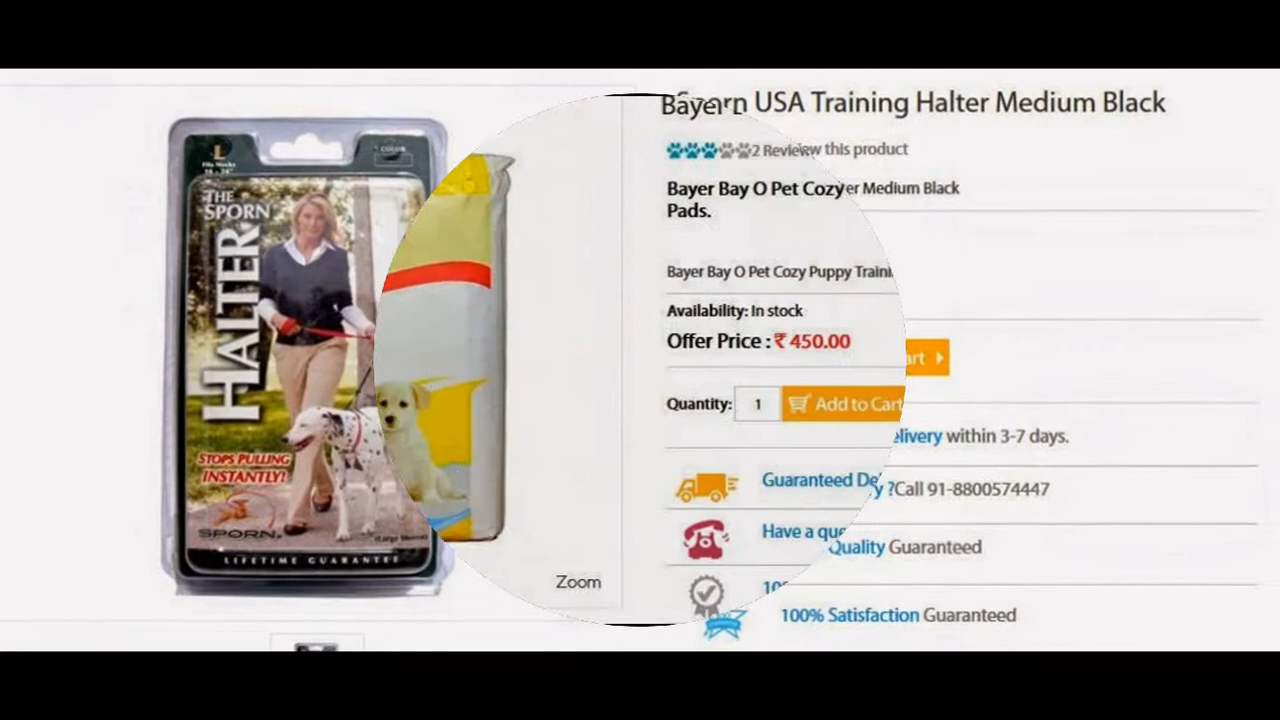 L
THE
SPORN
HALTER
STOPS PULLING
INSTANTLY!
SPORN
LIFETIME GUARANTEE
Zoom
Bayer
Sporn USA Training Halter Medium Black
2 Review this product
Bayer Bay O Pet Cozy
er Medium Black
Pads.
Bayer Bay O Pet Cozy Puppy Traini
Availability: In stock
Offer Price : ₹ 450.00
art
Quantity: 1 Add to Cart
elivery within 3-7 days.
Guaranteed De
y ?Call 91-8800574447
Have a que
Quality Guaranteed
10
100% Satisfaction Guaranteed